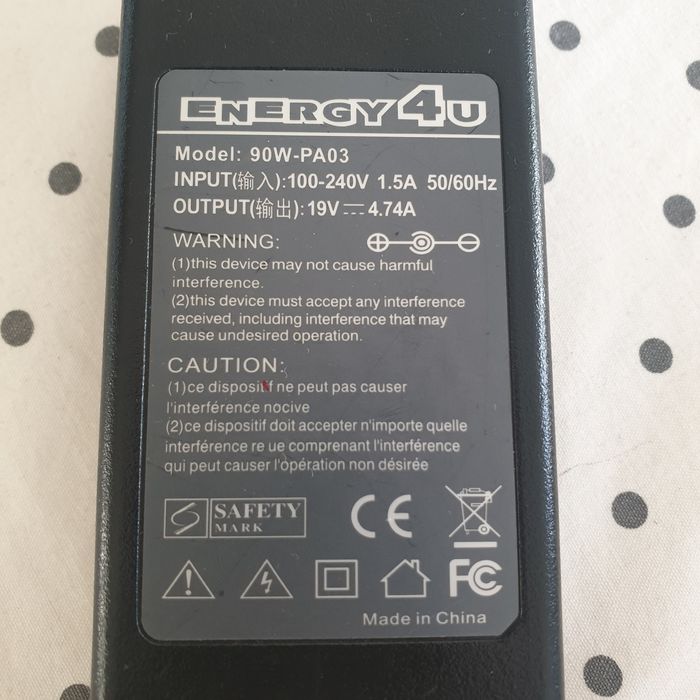 ENERGY4U
Model: 90W-PA03
INPUT(输入):100-240V 1.5A 50/60Hz
OUTPUT(输出):19V ⎓ 4.74A
WARNING:
(1)this device may not cause harmful
interference.
(2)this device must accept any interference
received, including interference that may
cause undesired operation.
CAUTION:
(1)ce dispositif ne peut pas causer
l'interférence nocive
(2)ce dispositif doit accepter n'importe quelle
interférence re ue comprenant l'interférence
qui peut causer l'opération non désirée
SAFETY
MARK
CE
FC
Made in China